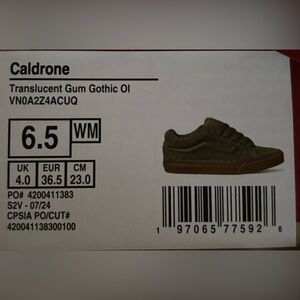 Caldrone
Translucent Gum Gothic Ol
VN0A2Z4ACUQ
6.5 WM
UK EUR CM
4.0 36.5 23.0
PO# 4200411383
S2V - 07/24
CPSIA PO/CUT#
420041138300100
1 97065 77592 6